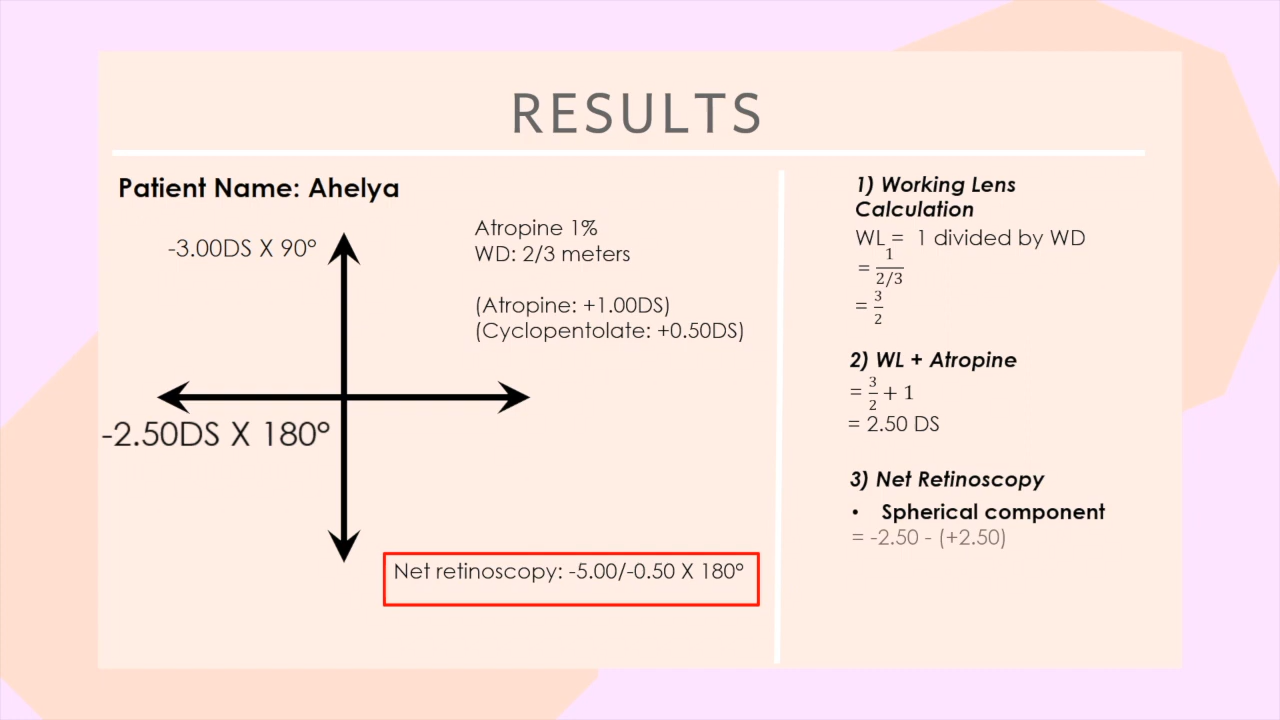 RESULTS
Patient Name: Ahelya
-3.00DS X 90°
-2.50DS X 180°
Atropine 1%
WD: 2/3 meters
(Atropine: +1.00DS)
(Cyclopentolate: +0.50DS)
Net retinoscopy: -5.00/-0.50 X 180°
1) Working Lens
Calculation
WL = 1 divided by WD
= 1/(2/3)
= 3/2
2) WL + Atropine
= 3/2 + 1
= 2.50 DS
3) Net Retinoscopy
• Spherical component
= -2.50 - (+2.50)